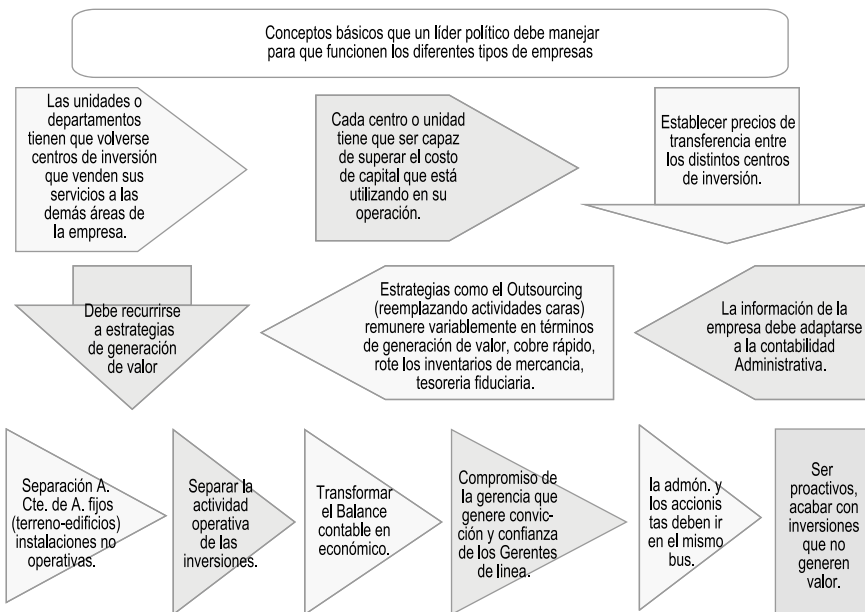 Conceptos básicos que un líder político debe manejar
para que funcionen los diferentes tipos de empresas
Las unidades o
departamentos
tienen que volverse
centros de inversión
que venden sus
servicios a las
demás áreas de
la empresa.
Cada centro o unidad
tiene que ser capaz
de superar el costo
de capital que está
utilizando en su
operación.
Establecer precios de
transferencia entre
los distintos centros
de inversión.
La información de la
empresa debe adaptarse
a la contabilidad
Administrativa.
Estrategias como el Outsourcing
(reemplazando actividades caras)
remunere variablemente en términos
de generación de valor, cobre rápido,
rote los inventarios de mercancia,
tesoreria fiduciaria.
Debe recurrirse
a estrategias
de generación
de valor
Separación A.
Cte. de A. fijos
(terreno-edificios)
instalaciones no
operativas.
Separar la
actividad
operativa
de las
inversiones.
Transformar
el Balance
contable en
económico.
Compromiso de
la gerencia que
genere convic-
ción y confianza
de los Gerentes
de linea.
la admón. y
los accionis
tas deben ir
en el mismo
bus.
Ser
proactivos,
acabar con
inversiones
que no
generen
valor.